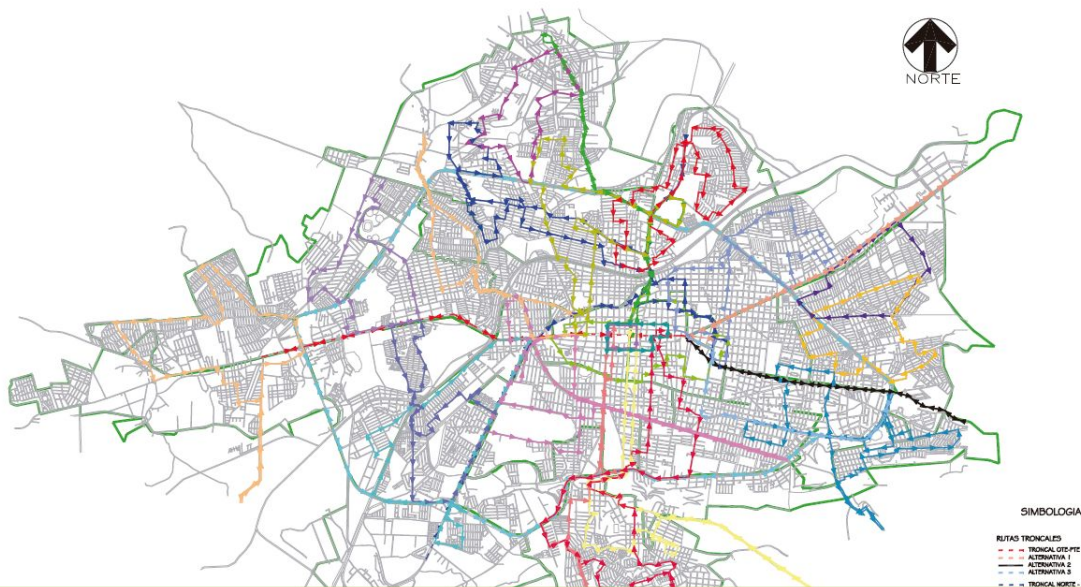 NORTE
SIMBOLOGIA
RUTAS TRONCALES
TRONCAL OTE-PTE
ALTERNATIVA 1
ALTERNATIVA 2
ALTERNATIVA 3
TRONCAL NORTE -